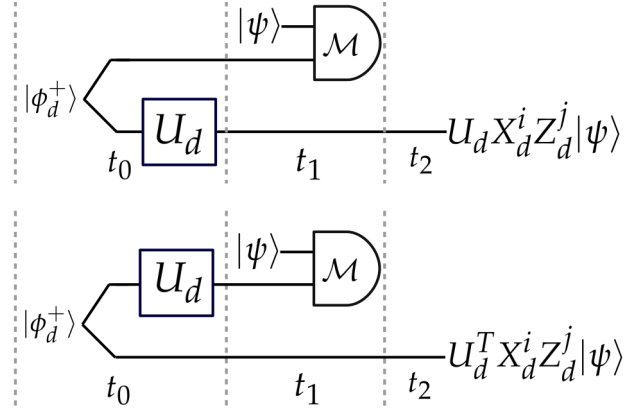 |ψ⟩
ℳ
|ϕ_d^+⟩
U_d
U_d X_d^i Z_d^j |ψ⟩
t_0 t_1 t_2
|ψ⟩
ℳ
U_d
|ϕ_d^+⟩
U_d^T X_d^i Z_d^j |ψ⟩
t_0 t_1 t_2